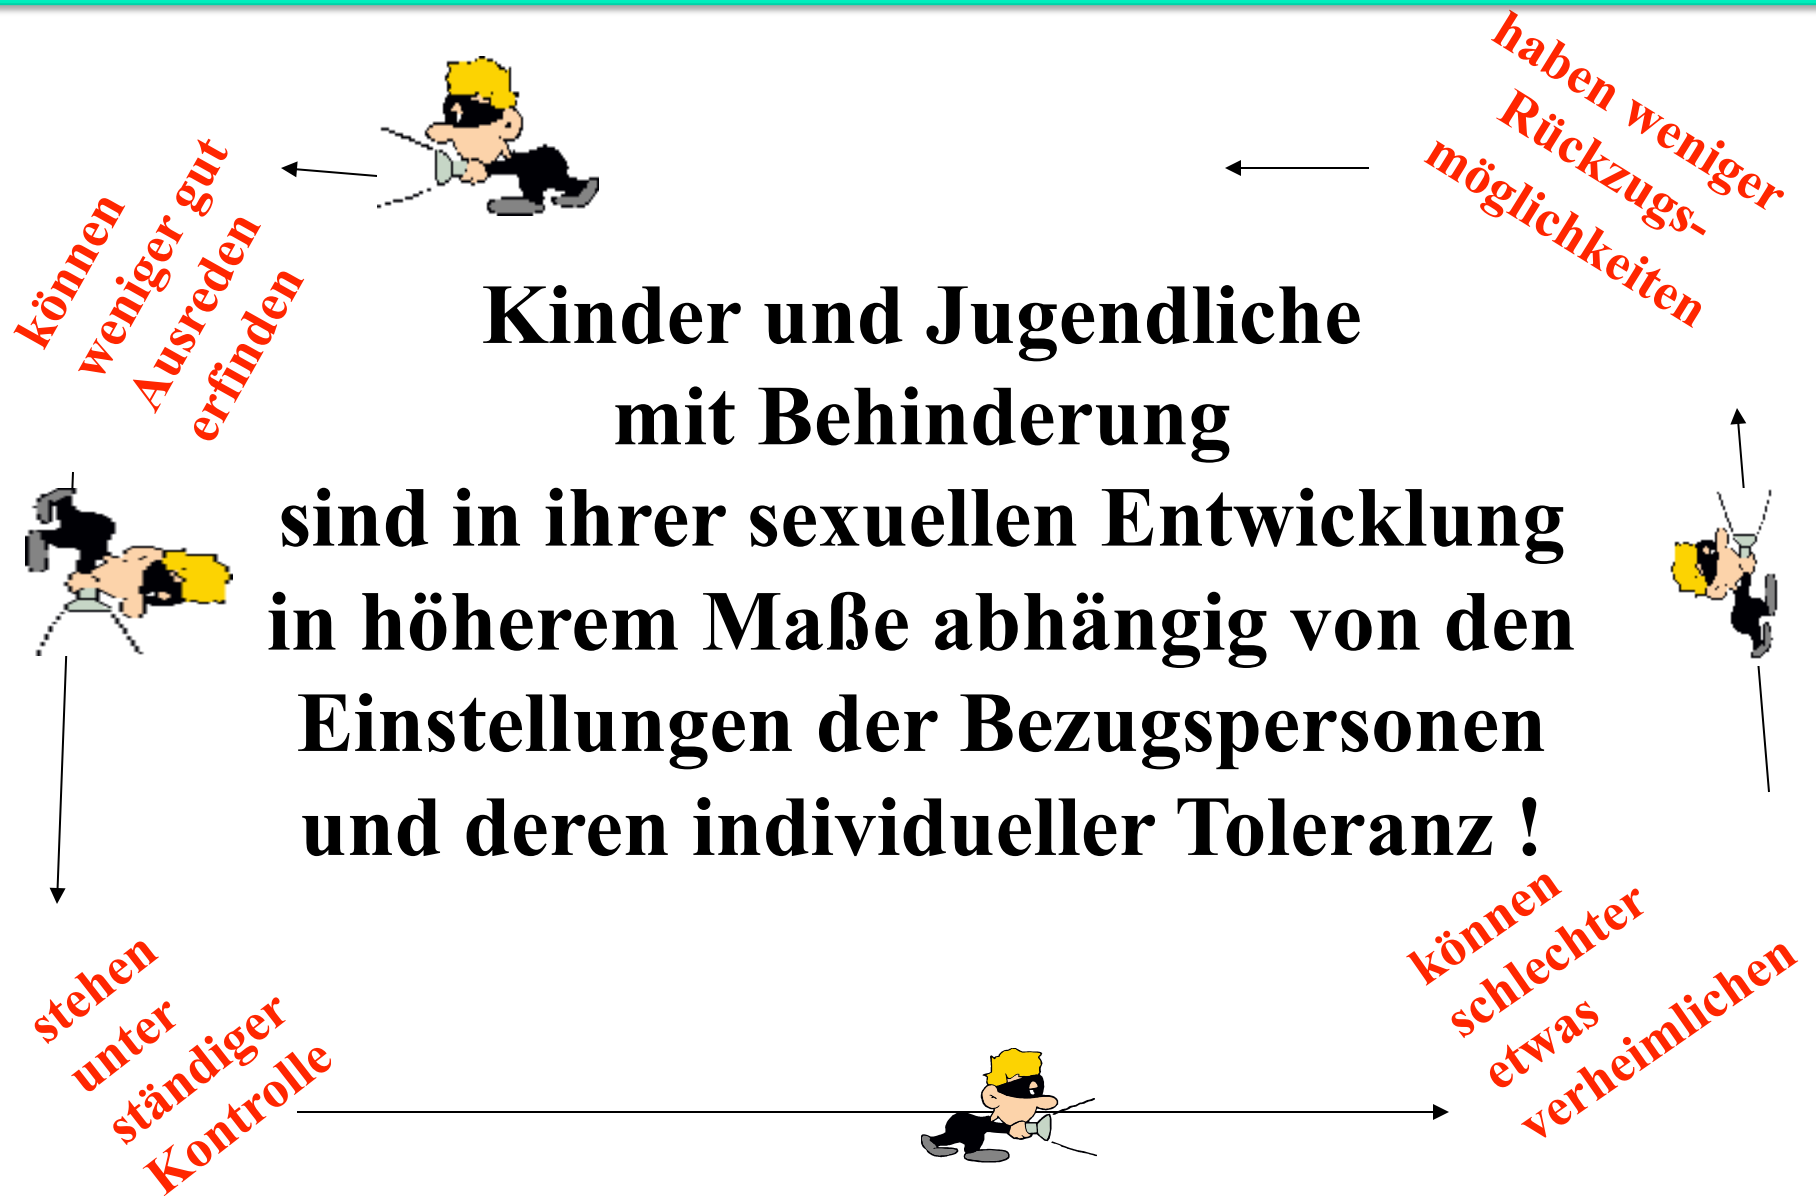 haben weniger
Rückzugs-
möglichkeiten
können
weniger gut
Ausreden
erfinden
Kinder und Jugendliche
mit Behinderung
sind in ihrer sexuellen Entwicklung
in höherem Maße abhängig von den
Einstellungen der Bezugspersonen
und deren individueller Toleranz !
stehen
unter
ständiger
Kontrolle
können
schlechter
etwas
verheimlichen